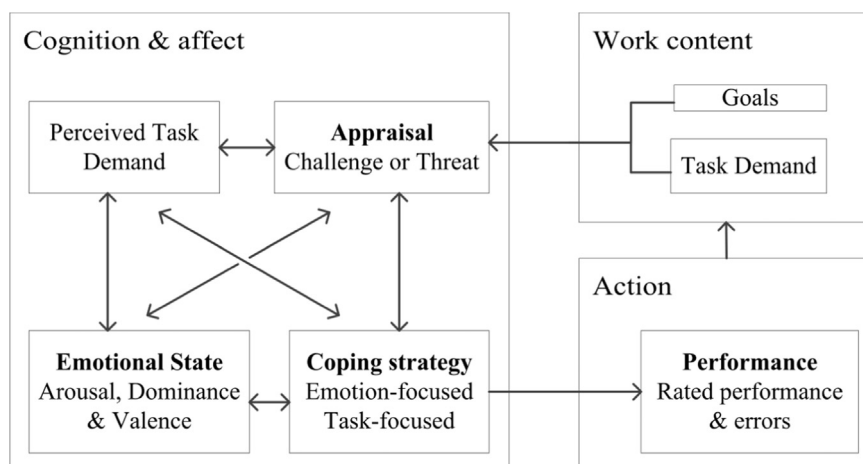 Cognition & affect
Perceived Task
Demand
Appraisal
Challenge or Threat
Emotional State
Arousal, Dominance
& Valence
Coping strategy
Emotion-focused
Task-focused
Work content
Goals
Task Demand
Action
Performance
Rated performance
& errors